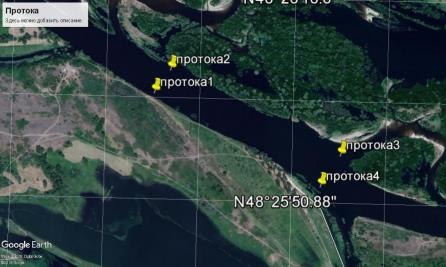 Протока
Здесь можно добавить описание.
протока2
протока1
протока3
протока4
N48°25'50.88"
Google Earth